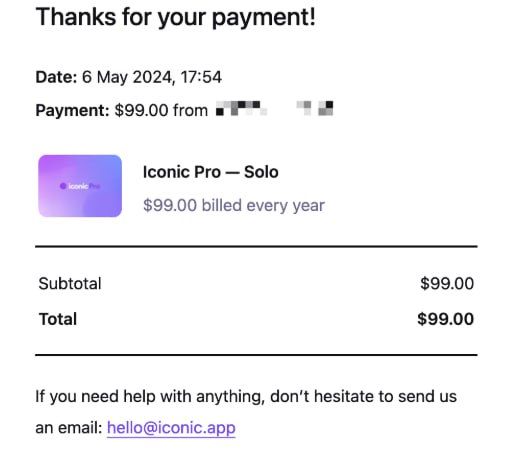 Thanks for your payment!
Date: 6 May 2024, 17:54
Payment: $99.00 from
Iconic Pro
Iconic Pro — Solo
$99.00 billed every year
Subtotal $99.00
Total $99.00
If you need help with anything, don’t hesitate to send us
an email: hello@iconic.app